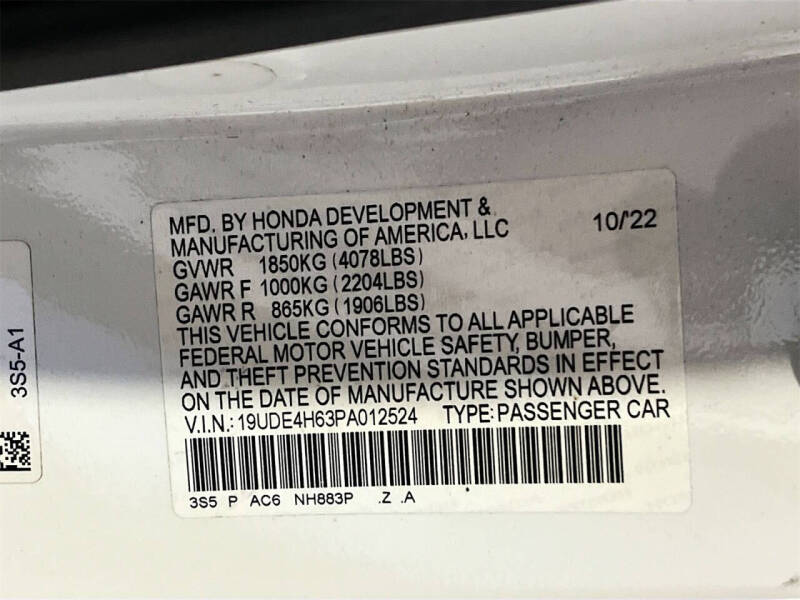 MFD. BY HONDA DEVELOPMENT &
MANUFACTURING OF AMERICA, LLC 10/'22
GVWR 1850KG (4078LBS)
GAWR F 1000KG (2204LBS)
GAWR R 865KG (1906LBS)
THIS VEHICLE CONFORMS TO ALL APPLICABLE
FEDERAL MOTOR VEHICLE SAFETY, BUMPER,
AND THEFT PREVENTION STANDARDS IN EFFECT
ON THE DATE OF MANUFACTURE SHOWN ABOVE.
V.I.N.: 19UDE4H63PA012524 TYPE: PASSENGER CAR
3S5 P AC6 NH883P .Z .A
3S5-A1